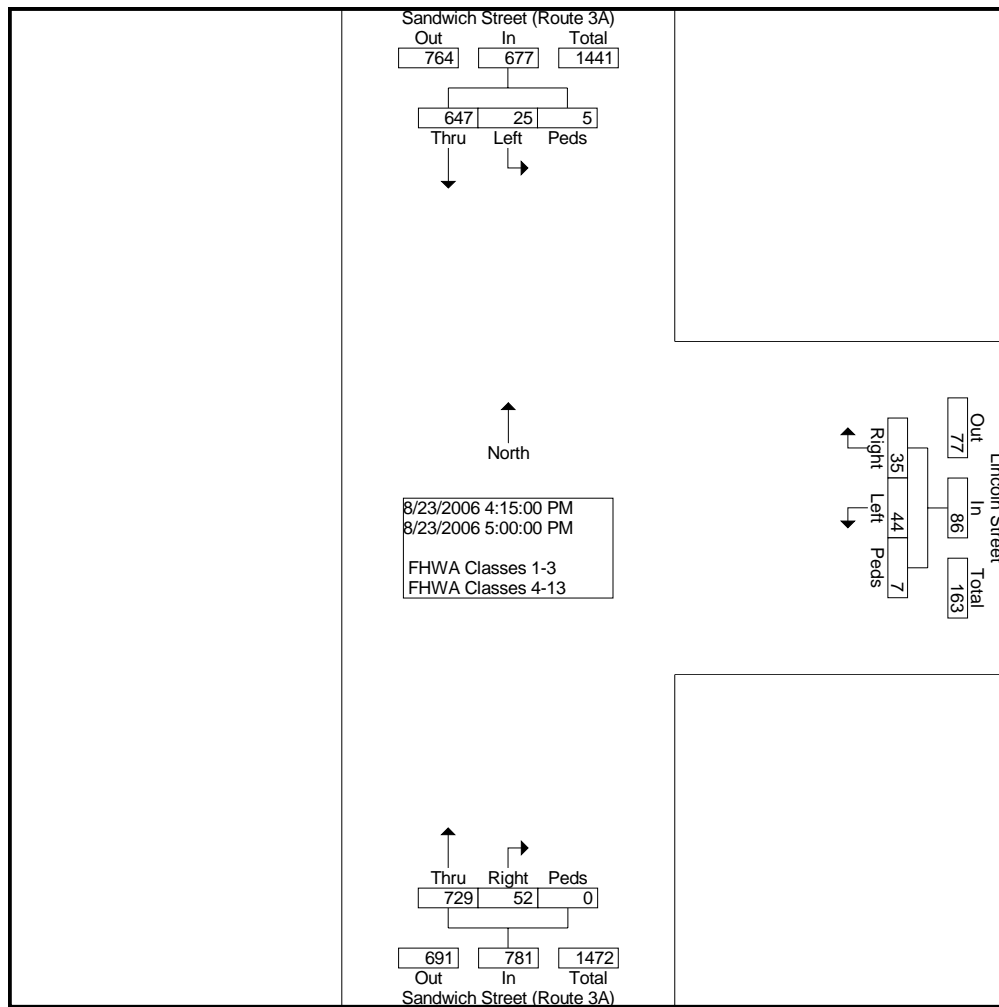 Sandwich Street (Route 3A)
Out In Total
764 677 1441
647 25 5
Thru Left Peds
North
8/23/2006 4:15:00 PM
8/23/2006 5:00:00 PM
FHWA Classes 1-3
FHWA Classes 4-13
Lincoln Street
Out In Total
77 86 163
35 44 7
Right Left Peds
Thru Right Peds
729 52 0
691 781 1472
Out In Total
Sandwich Street (Route 3A)